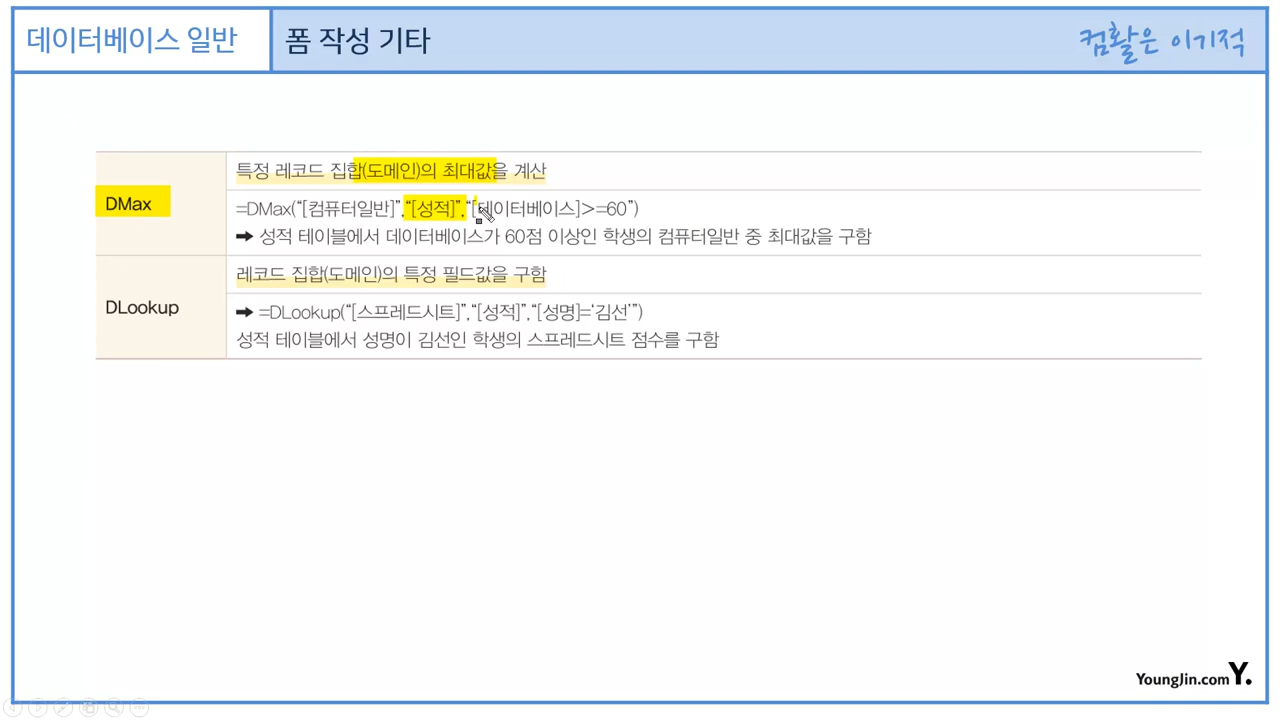 데이터베이스 일반
폼 작성 기타
컴활은 이기적
특정 레코드 집합(도메인)의 최대값을 계산
DMax
=DMax(“[컴퓨터일반]”,“[성적]”,“[데이터베이스]>=60”)
➡ 성적 테이블에서 데이터베이스가 60점 이상인 학생의 컴퓨터일반 중 최대값을 구함
레코드 집합(도메인)의 특정 필드값을 구함
DLookup
➡ =DLookup(“[스프레드시트]”,“[성적]”,“[성명]=‘김선’”)
성적 테이블에서 성명이 김선인 학생의 스프레드시트 점수를 구함
YoungJin.com Y.